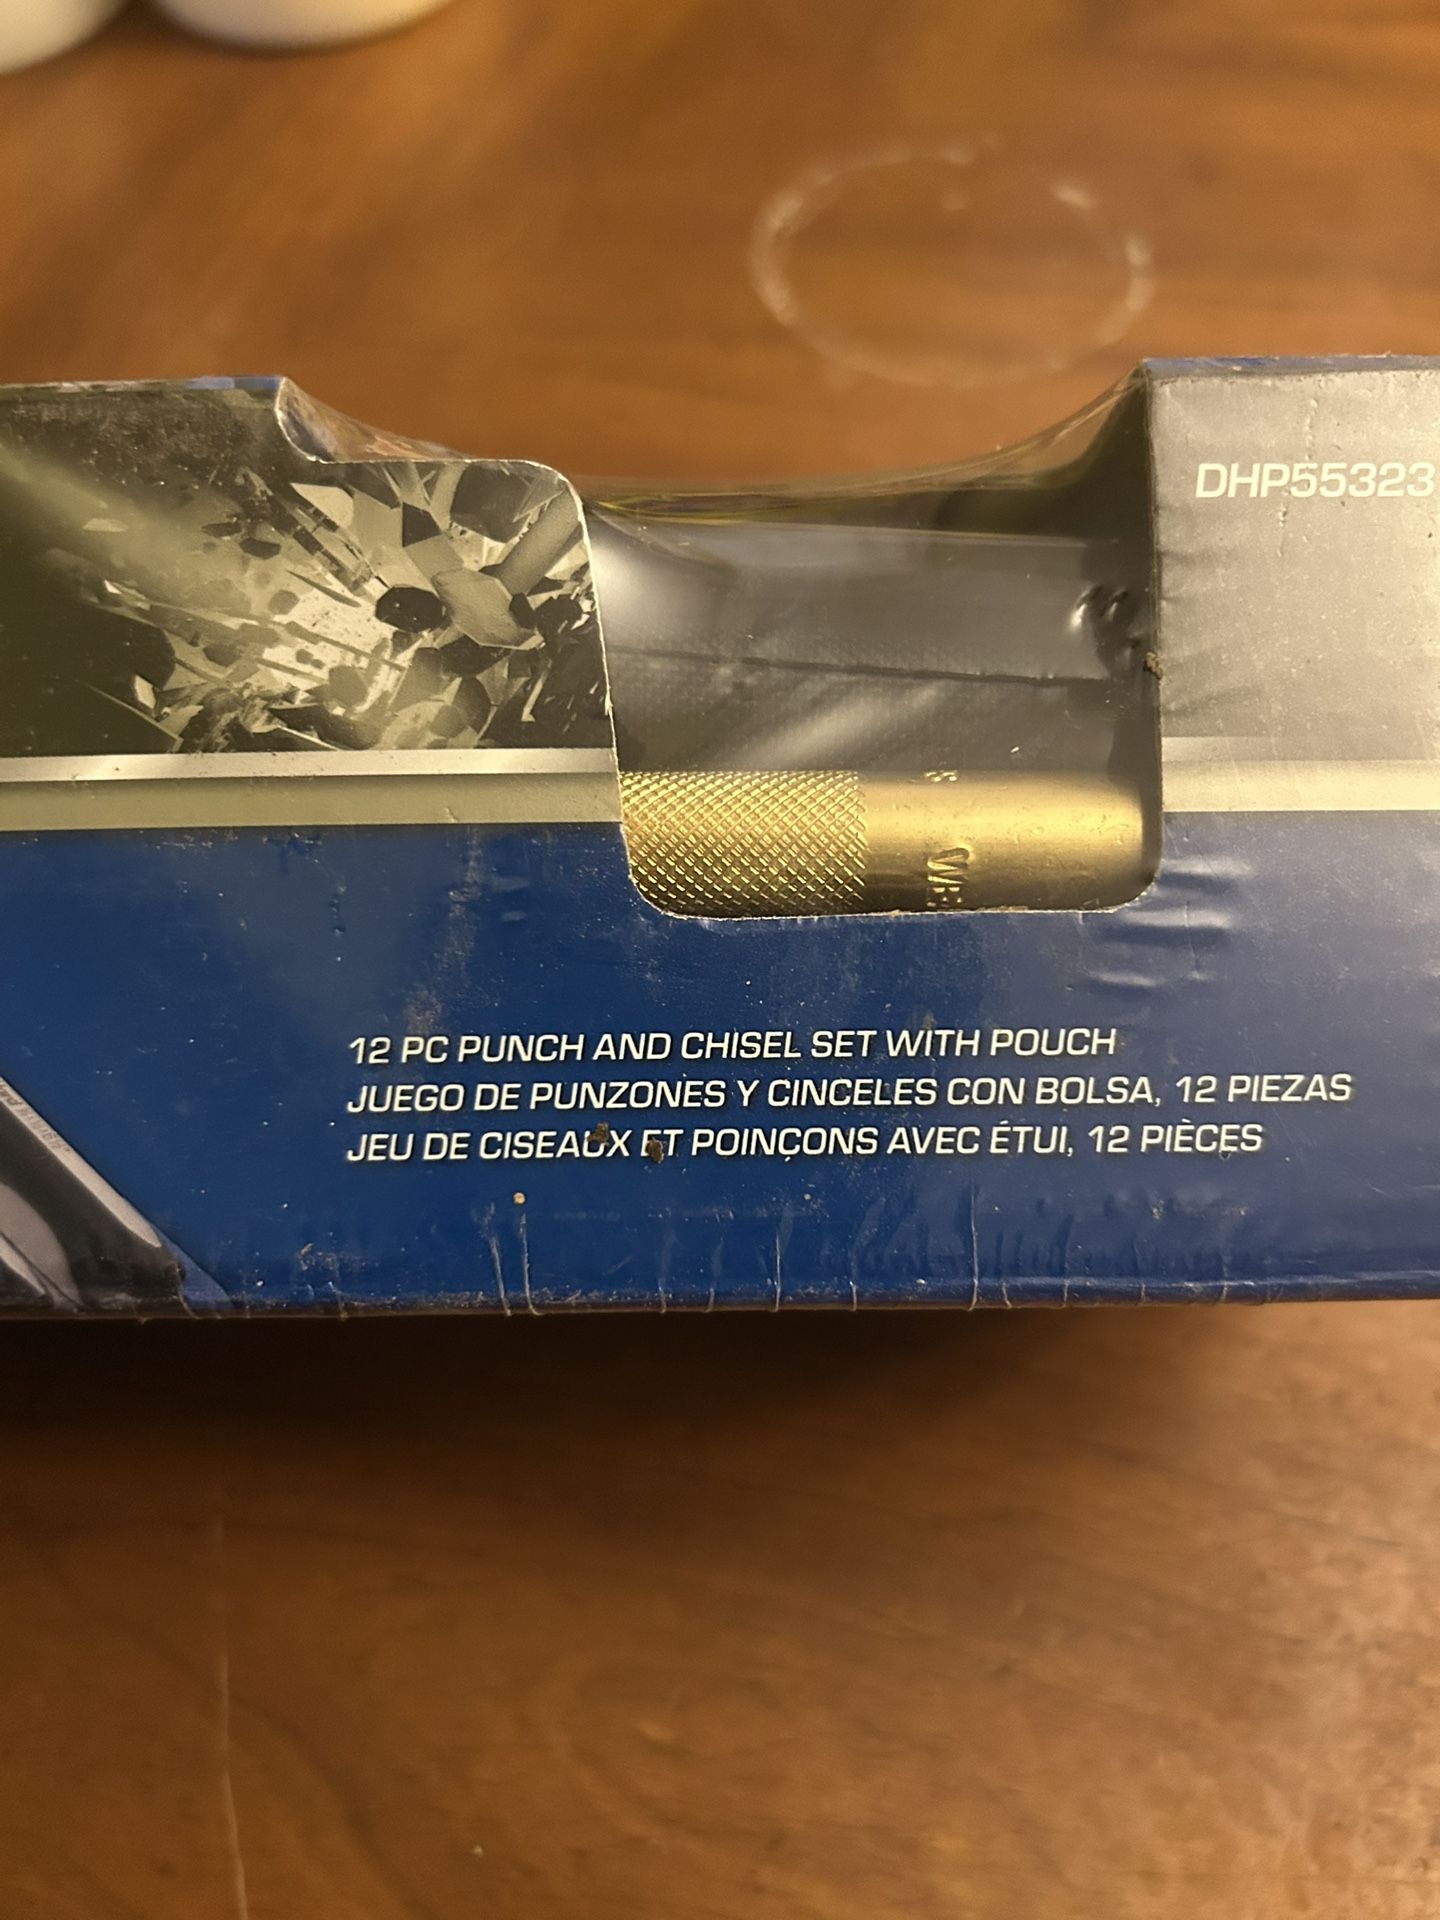 DHP55323
12 PC PUNCH AND CHISEL SET WITH POUCH
JUEGO DE PUNZONES Y CINCELES CON BOLSA, 12 PIEZAS
JEU DE CISEAUX ET POINÇONS AVEC ÉTUI, 12 PIÈCES